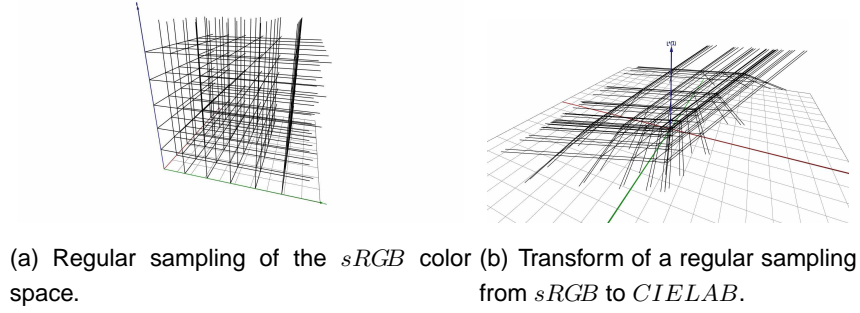 (a) Regular sampling of the sRGB color space.
(b) Transform of a regular sampling from sRGB to CIELAB.